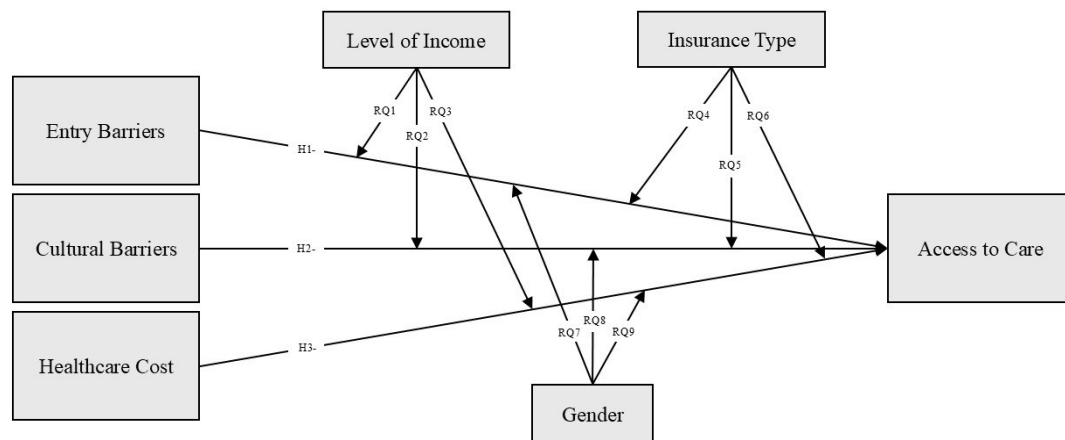 Level of Income
Insurance Type
Entry Barriers
RQ1
RQ3
RQ2
RQ4
RQ6
RQ5
H1-
Cultural Barriers
H2-
Access to Care
Healthcare Cost
H3-
RQ7
RQ8
RQ9
Gender